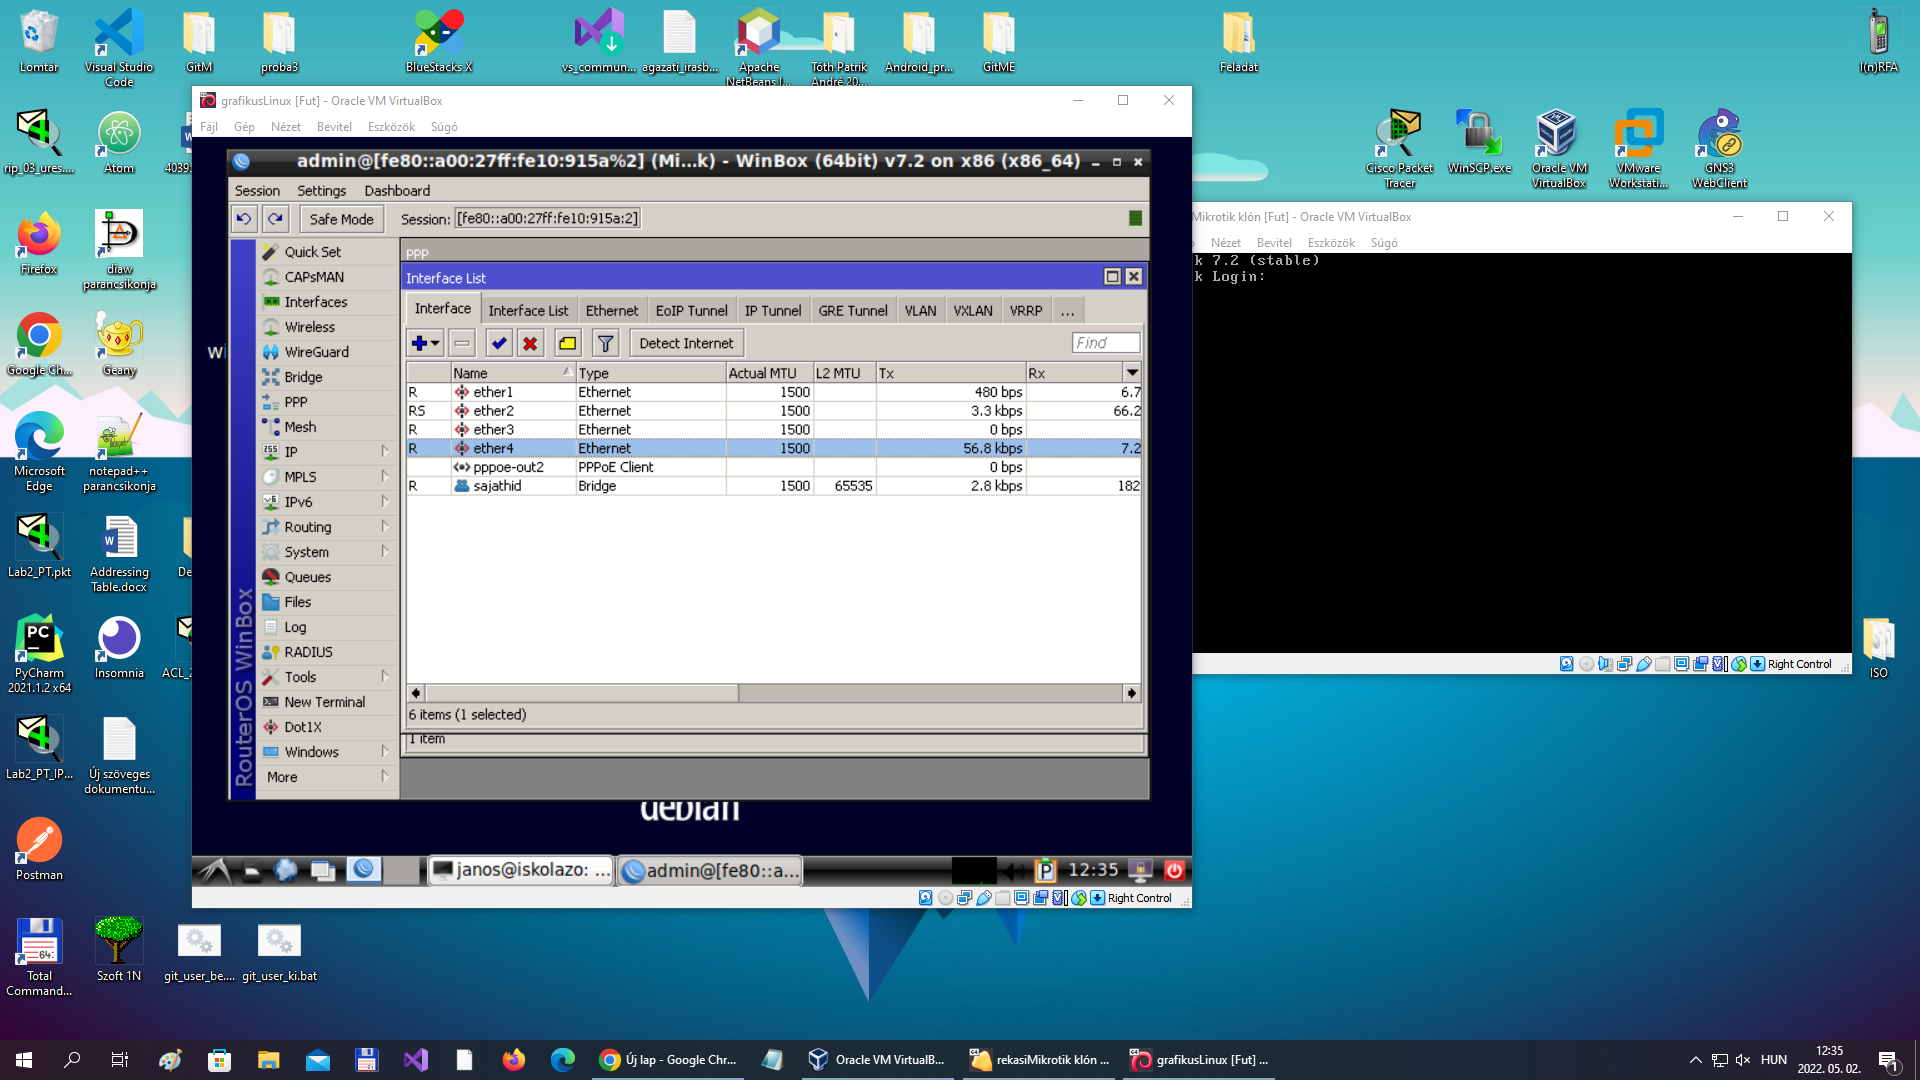 Lomtár
Visual Studio Code
GitM
proba3
BlueStacks X
vs_commun...
agazati_irasb...
Apache NetBeans I...
Tóth Patrik André 20...
Android_pr...
GitME
Feladat
I(n)RFA
rip_03_ures....
Atom
4039
Cisco Packet Tracer
WinSCP.exe
Oracle VM VirtualBox
VMware Workstati...
GNS3 WebClient
Firefox
diaw parancsikonja
Google Ch...
Geany
Microsoft Edge
notepad++ parancsikonja
Lab2_PT.pkt
Addressing Table.docx
De
PyCharm 2021.1.2 x64
Insomnia
ACL_2
Lab2_PT_IP...
Új szöveges dokumentu...
Postman
Total Command...
Szoft 1N
git_user_be....
git_user_ki.bat
ISO
grafikusLinux [Fut] - Oracle VM VirtualBox
Fájl Gép Nézet Bevitel Eszközök Súgó
admin@[fe80::a00:27ff:fe10:915a%2] (Mi...k) - WinBox (64bit) v7.2 on x86 (x86_64)
Session Settings Dashboard
Safe Mode Session: [fe80::a00:27ff:fe10:915a:2]
RouterOS WinBox
Quick Set
CAPsMAN
Interfaces
Wireless
WireGuard
Bridge
PPP
Mesh
IP
MPLS
IPv6
Routing
System
Queues
Files
Log
RADIUS
Tools
New Terminal
Dot1X
Windows
More
PPP
Interface List
Interface Interface List Ethernet EoIP Tunnel IP Tunnel GRE Tunnel VLAN VXLAN VRRP ...
Detect Internet Find
Name Type Actual MTU L2 MTU Tx Rx
R ether1 Ethernet 1500 480 bps 6.7
RS ether2 Ethernet 1500 3.3 kbps 66.2
R ether3 Ethernet 1500 0 bps
R ether4 Ethernet 1500 56.8 kbps 7.2
pppoe-out2 PPPoE Client 0 bps
R sajathid Bridge 1500 65535 2.8 kbps 182
6 items (1 selected)
1 item
Wi
debian
janos@iskolazo: ...
admin@[fe80::a...
12:35
Right Control
Mikrotik klón [Fut] - Oracle VM VirtualBox
Nézet Bevitel Eszközök Súgó
k 7.2 (stable)
k Login:
Right Control
Új lap - Google Chr...
Oracle VM VirtualB...
rekasiMikrotik klón ...
grafikusLinux [Fut] ...
HUN
12:35
2022. 05. 02.
1